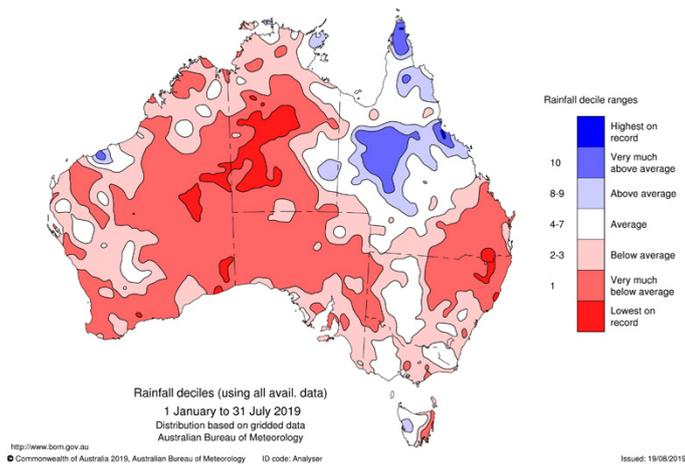 Rainfall decile ranges
Highest on
record
10
Very much
above average
8-9
Above average
4-7
Average
2-3
Below average
1
Very much
below average
Lowest on
record
Rainfall deciles (using all avail. data)
1 January to 31 July 2019
Distribution based on gridded data
Australian Bureau of Meteorology
http://www.bom.gov.au
© Commonwealth of Australia 2019, Australian Bureau of Meteorology ID code: Analyser Issued: 19/08/2019